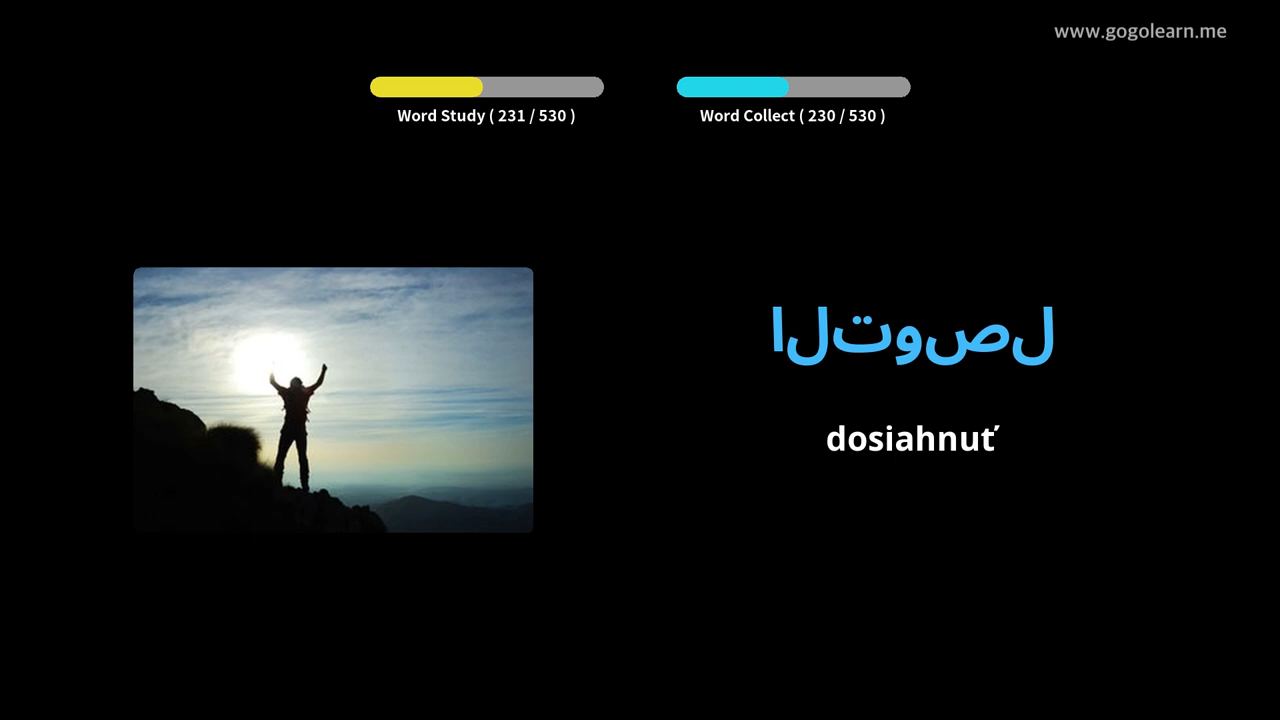 www.gogolearn.me
Word Study ( 231 / 530 )
Word Collect ( 230 / 530 )
التوصل
dosiahnuť